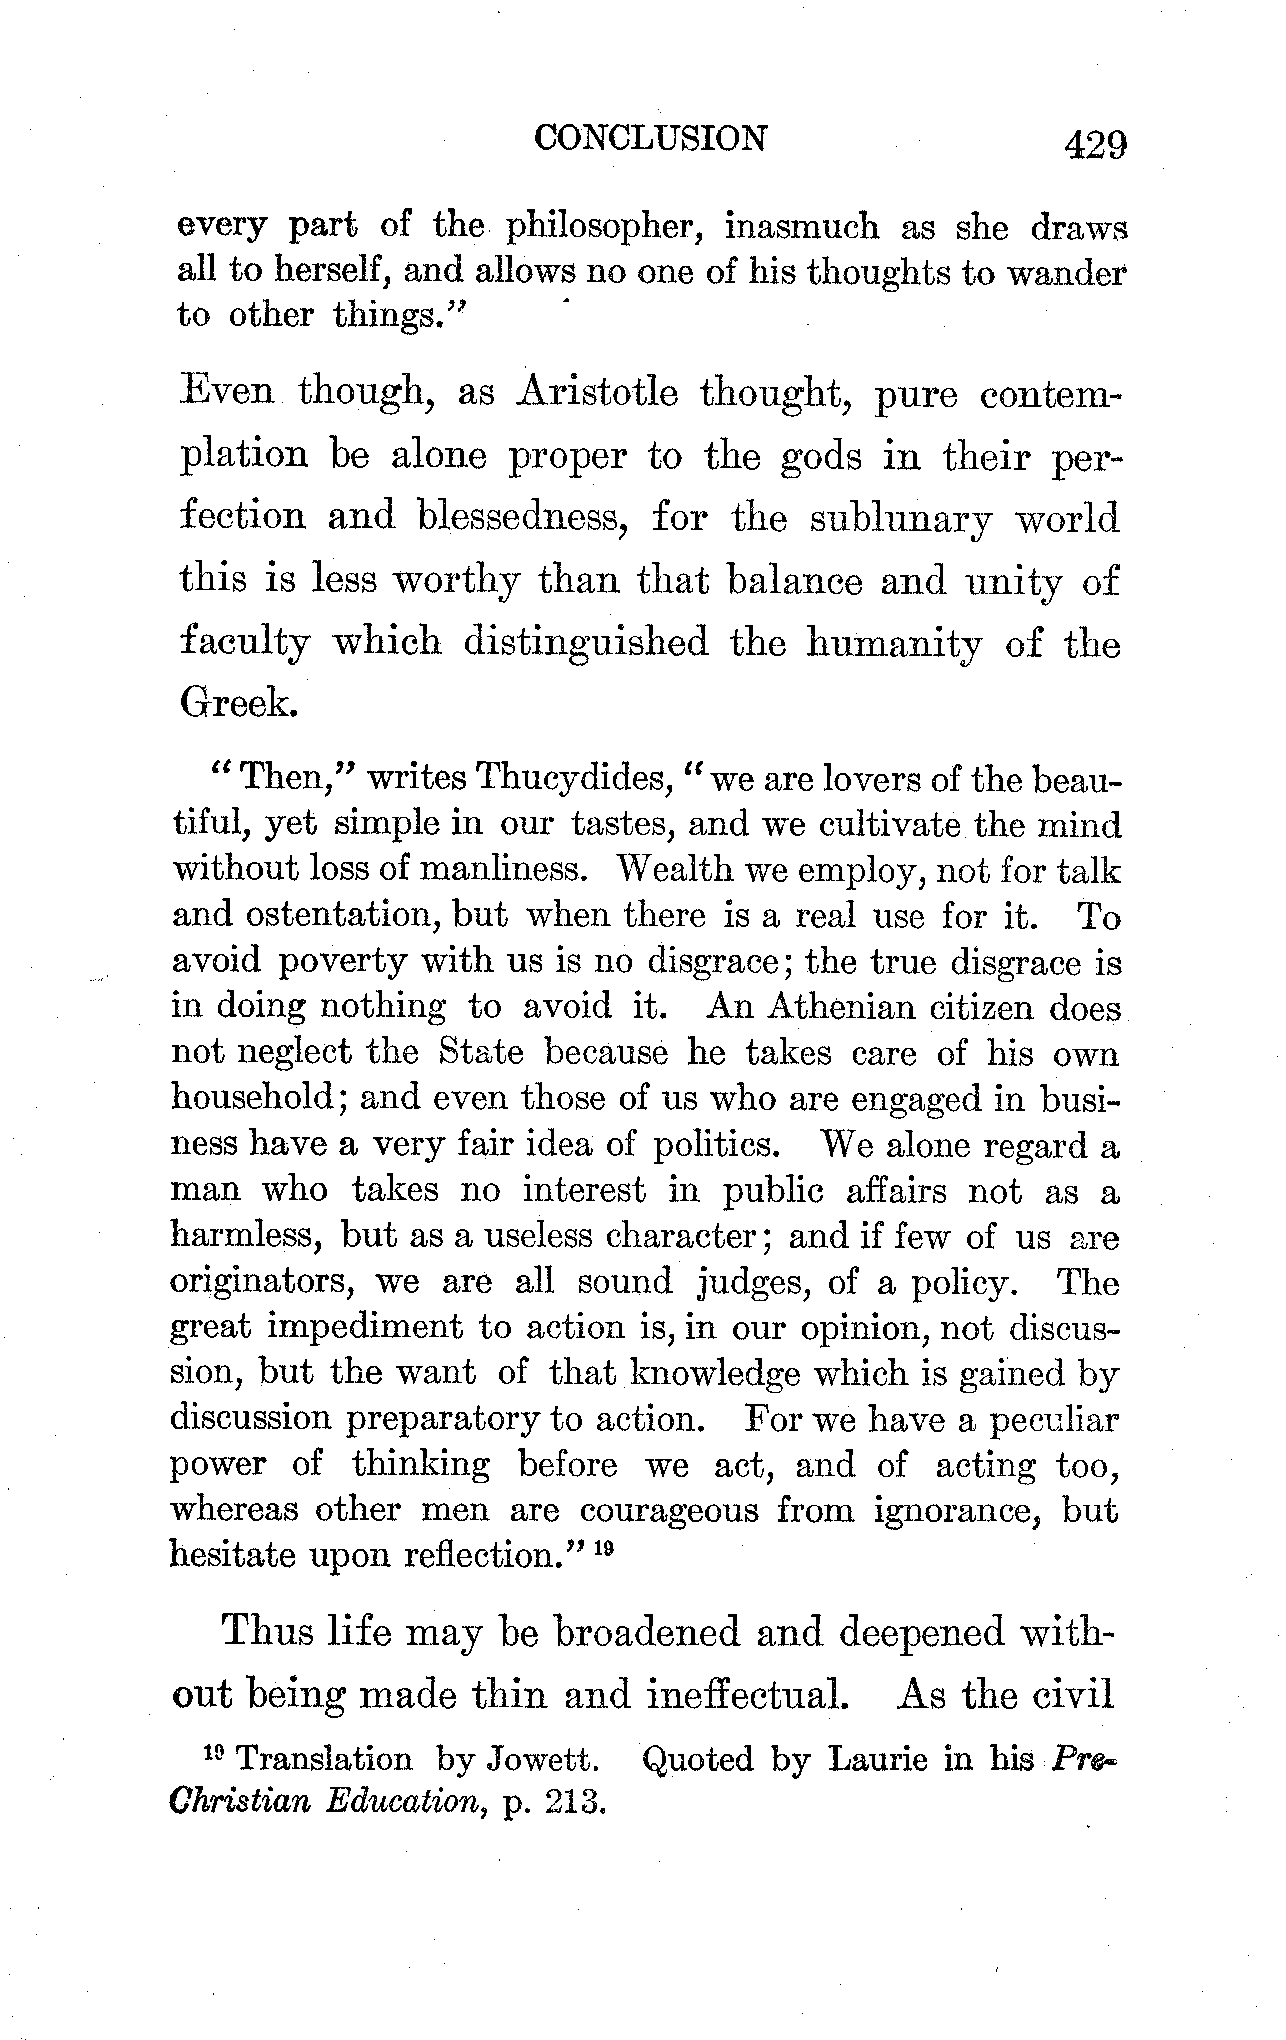 CONCLUSION 429
every part of the philosopher, inasmuch as she draws
all to herself, and allows no one of his thoughts to wander
to other things."
Even though, as Aristotle thought, pure contem-
plation be alone proper to the gods in their per-
fection and blessedness, for the sublunary world
this is less worthy than that balance and unity of
faculty which distinguished the humanity of the
Greek.
"Then," writes Thucydides, "we are lovers of the beau-
tiful, yet simple in our tastes, and we cultivate the mind
without loss of manliness. Wealth we employ, not for talk
and ostentation, but when there is a real use for it. To
avoid poverty with us is no disgrace; the true disgrace is
in doing nothing to avoid it. An Athenian citizen does
not neglect the State because he takes care of his own
household; and even those of us who are engaged in busi-
ness have a very fair idea of politics. We alone regard a
man who takes no interest in public affairs not as a
harmless, but as a useless character; and if few of us are
originators, we are all sound judges, of a policy. The
great impediment to action is, in our opinion, not discus-
sion, but the want of that knowledge which is gained by
discussion preparatory to action. For we have a peculiar
power of thinking before we act, and of acting too,
whereas other men are courageous from ignorance, but
hesitate upon reflection." 19
Thus life may be broadened and deepened with-
out being made thin and ineffectual. As the civil
19 Translation by Jowett. Quoted by Laurie in his Pre-
Christian Education, p. 213.